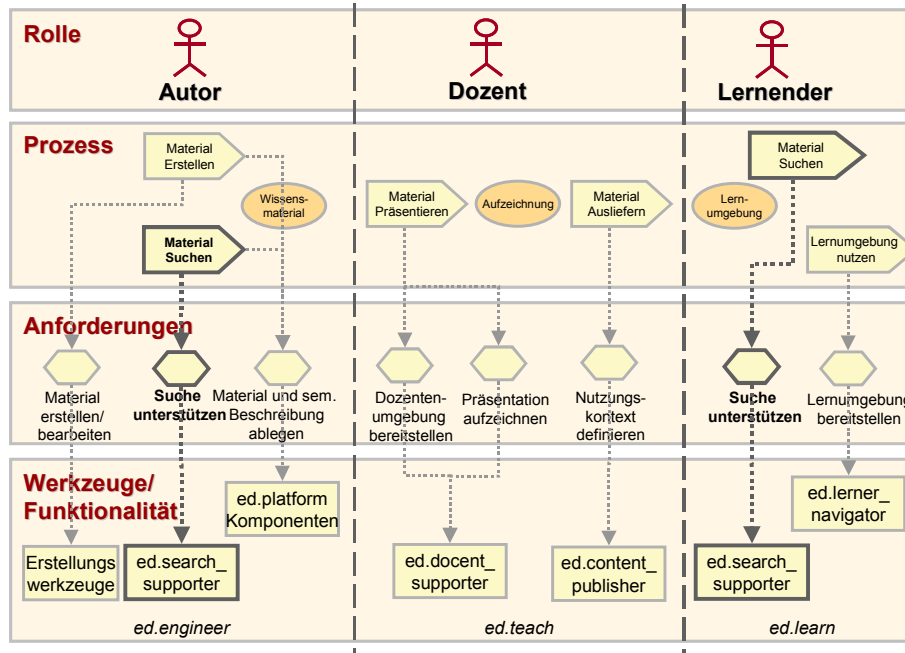 Rolle
Autor
Dozent
Lernender
Prozess
Material
Erstellen
Wissens-
material
Material
Suchen
Material
Präsentieren
Aufzeichnung
Material
Ausliefern
Material
Suchen
Lern-
umgebung
Lernumgebung
nutzen
Anforderungen
Material
erstellen/
bearbeiten
Suche
unterstützen
Material und sem.
Beschreibung
ablegen
Dozenten-
umgebung
bereitstellen
Präsentation
aufzeichnen
Nutzungs-
kontext
definieren
Suche
unterstützen
Lernumgebung
bereitstellen
Werkzeuge/
Funktionalität
Erstellungs
werkzeuge
ed.search_
supporter
ed.platform
Komponenten
ed.docent_
supporter
ed.content_
publisher
ed.search_
supporter
ed.lerner_
navigator
ed.engineer
ed.teach
ed.learn